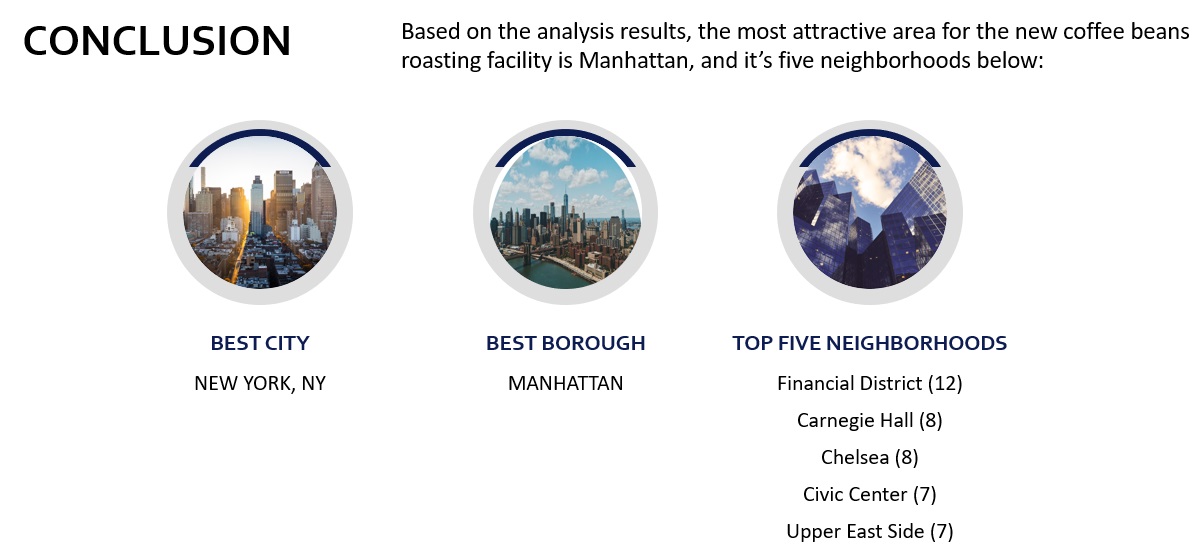 CONCLUSION
Based on the analysis results, the most attractive area for the new coffee beans
roasting facility is Manhattan, and it's five neighborhoods below:
BEST CITY
NEW YORK, NY
BEST BOROUGH
MANHATTAN
TOP FIVE NEIGHBORHOODS
Financial District (12)
Carnegie Hall (8)
Chelsea (8)
Civic Center (7)
Upper East Side (7)